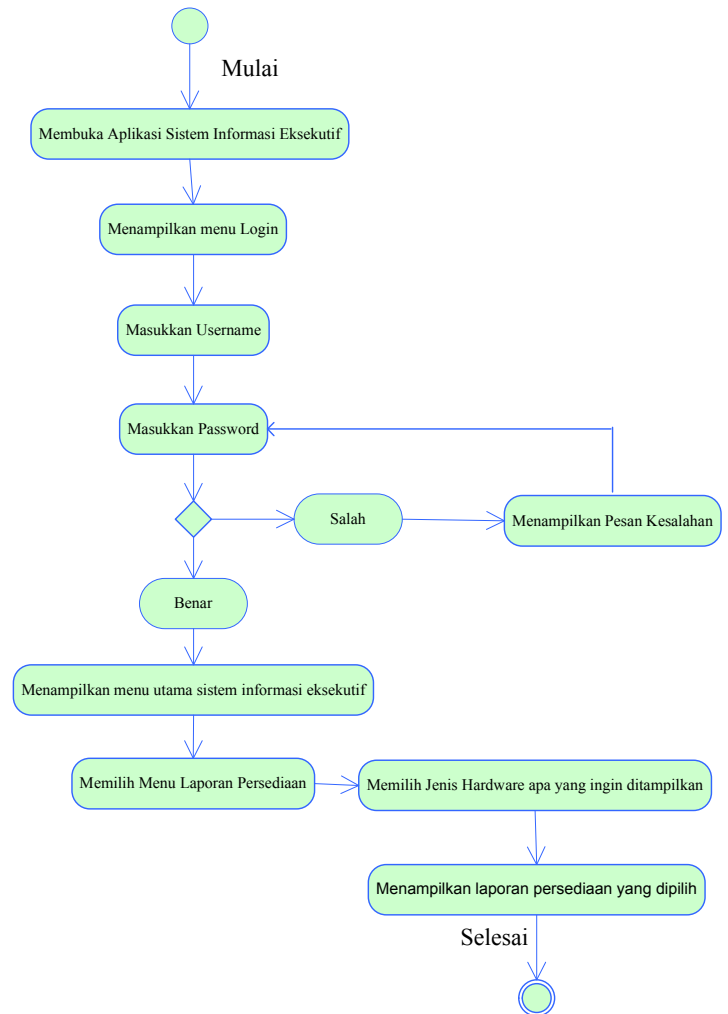 Mulai
Membuka Aplikasi Sistem Informasi Eksekutif
Menampilkan menu Login
Masukkan Username
Masukkan Password
Salah
Menampilkan Pesan Kesalahan
Benar
Menampilkan menu utama sistem informasi eksekutif
Memilih Menu Laporan Persediaan
Memilih Jenis Hardware apa yang ingin ditampilkan
Menampilkan laporan persediaan yang dipilih
Selesai